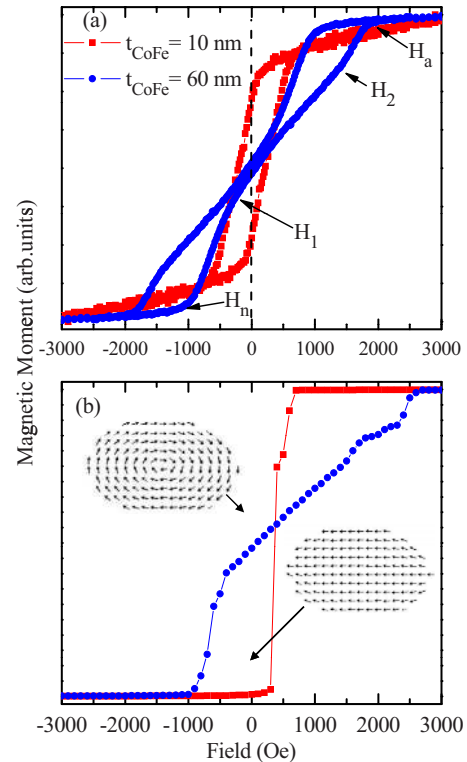 (a)
t_CoFe = 10 nm
t_CoFe = 60 nm
H_a
H_2
H_1
H_n
-3000 -2000 -1000 0 1000 2000 3000
Magnetic Moment (arb.units)
(b)
-3000 -2000 -1000 0 1000 2000 3000
Field (Oe)